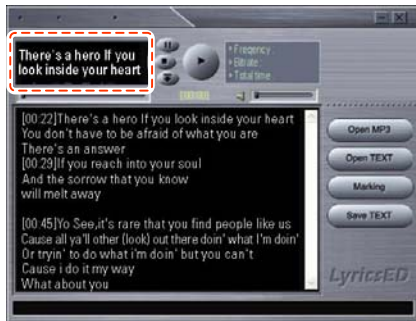 There's a hero If you
look inside your heart
Freqency
Bitrate
Total time
[00:00]
[00:22]There's a hero If you look inside your heart
You don't have to be afraid of what you are
There's an answer
[00:29]If you reach into your soul
And the sorrow that you know
will melt away
[00:45]Yo See,it's rare that you find people like us
Cause all ya'll other (look) out there doin' what I'm doin'
Or tryin' to do what i'm doin' but you can't
Cause i do it my way
What about you
Open MP3
Open TEXT
Marking
Save TEXT
LyricsED